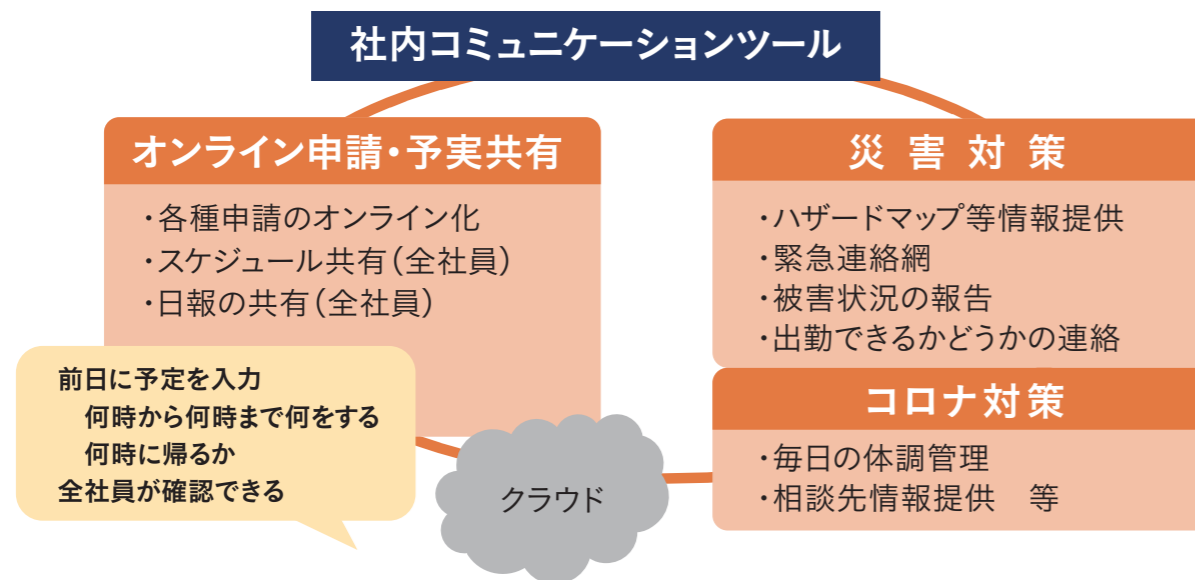 社内コミュニケーションツール
オンライン申請・予実共有
・各種申請のオンライン化
・スケジュール共有(全社員)
・日報の共有(全社員)
前日に予定を入力
何時から何時まで何をする
何時に帰るか
全社員が確認できる
クラウド
災害対策
・ハザードマップ等情報提供
・緊急連絡網
・被害状況の報告
・出勤できるかどうかの連絡
コロナ対策
・毎日の体調管理
・相談先情報提供　等